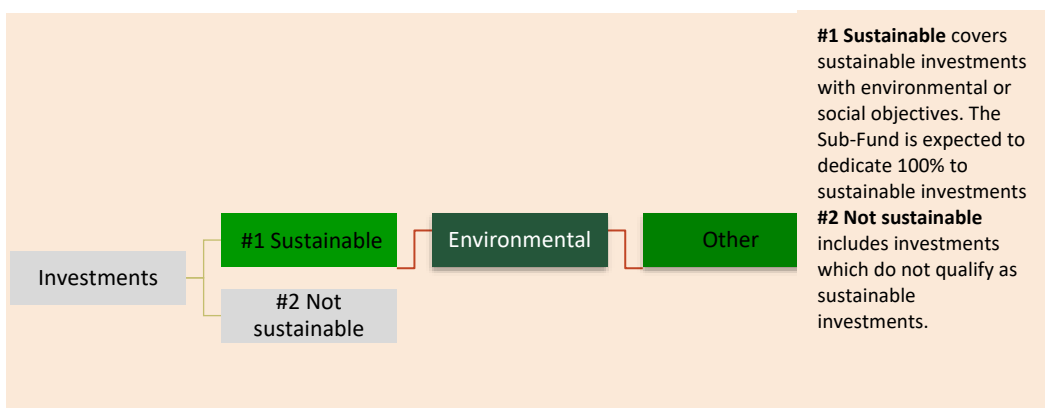 Investments
#1 Sustainable
#2 Not
sustainable
Environmental
Other
#1 Sustainable covers
sustainable investments
with environmental or
social objectives. The
Sub-Fund is expected to
dedicate 100% to
sustainable investments
#2 Not sustainable
includes investments
which do not qualify as
sustainable
investments.